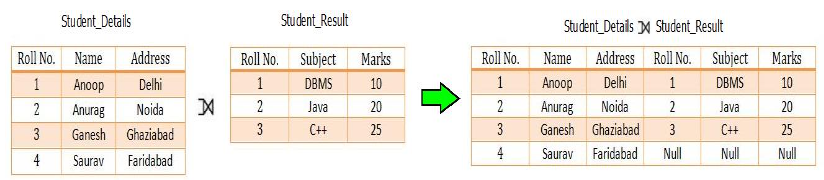 Student_Details
Roll No. Name Address
1 Anoop Delhi
2 Anurag Noida
3 Ganesh Ghaziabad
4 Saurav Faridabad
⟕
Student_Result
Roll No. Subject Marks
1 DBMS 10
2 Java 20
3 C++ 25
Student_Details ⟕ Student_Result
Roll No. Name Address Roll No. Subject Marks
1 Anoop Delhi 1 DBMS 10
2 Anurag Noida 2 Java 20
3 Ganesh Ghaziabad 3 C++ 25
4 Saurav Faridabad Null Null Null